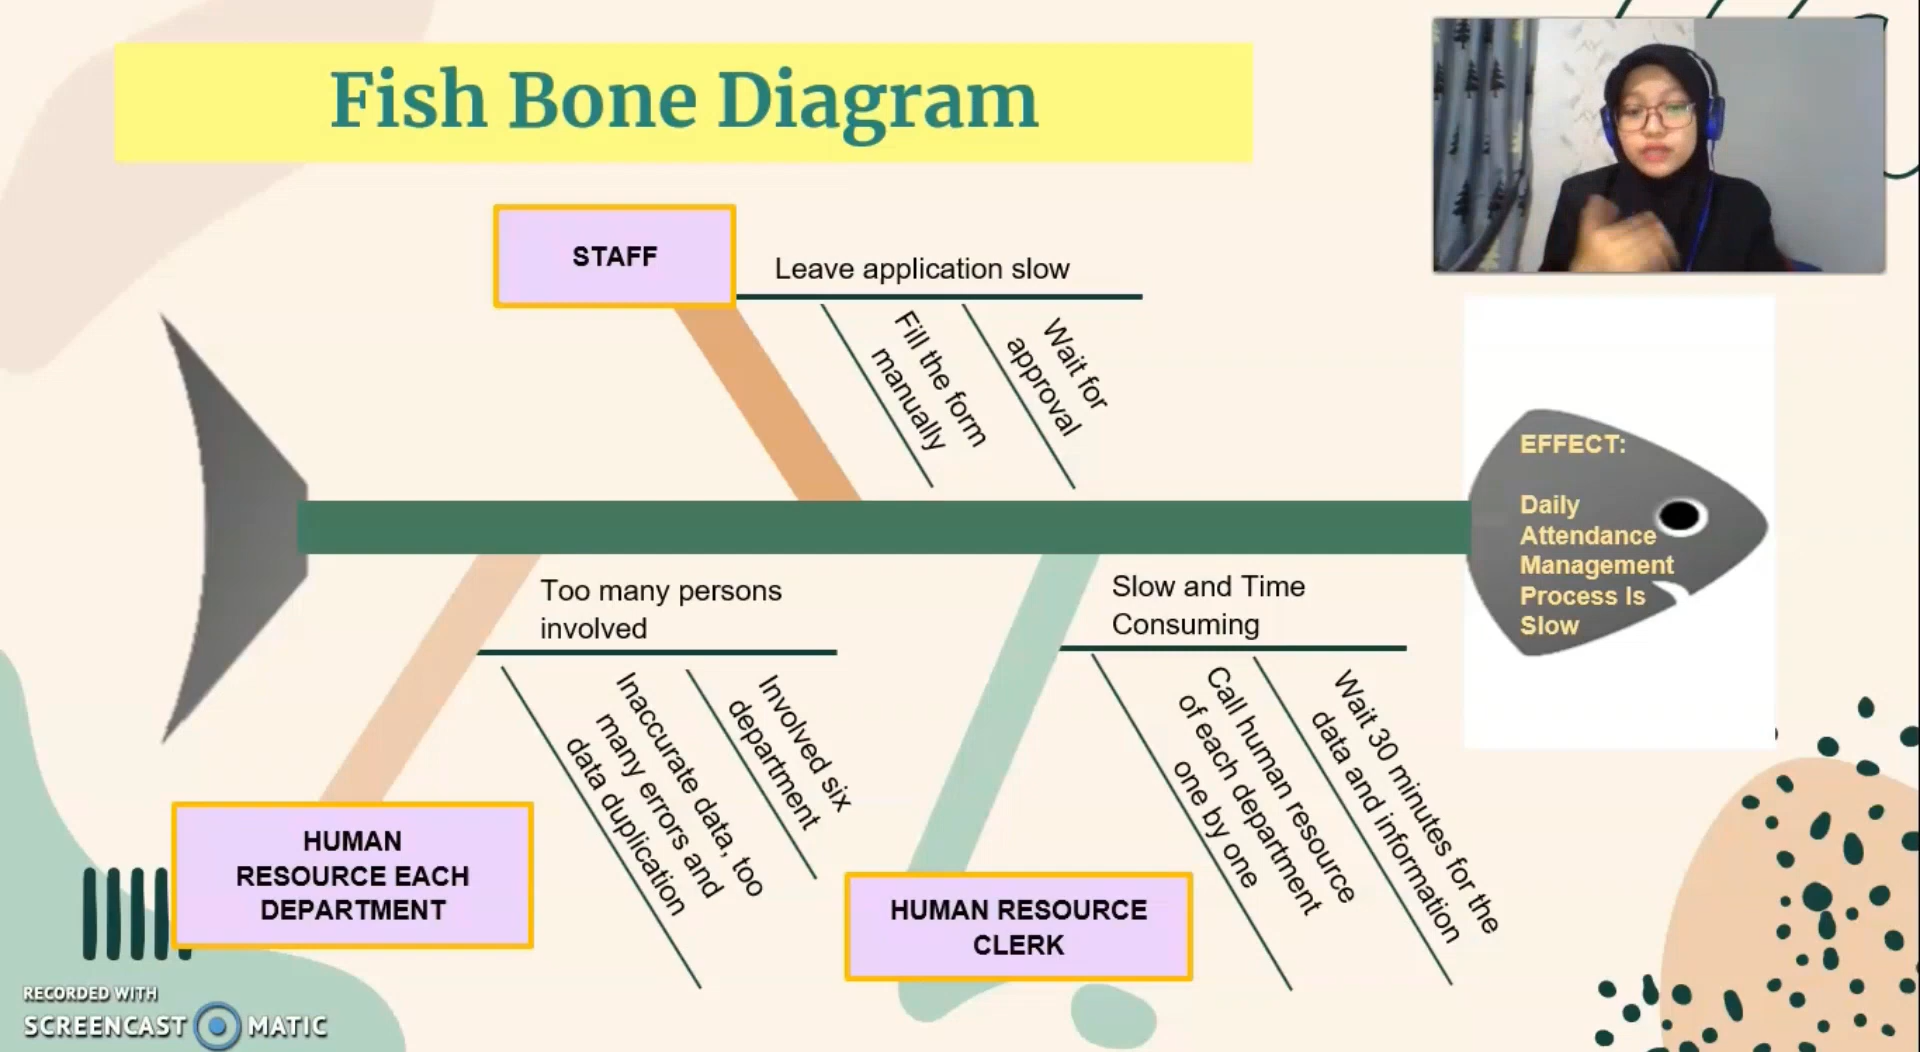 Fish Bone Diagram
STAFF
Leave application slow
Fill the form
manually
Wait for
approval
EFFECT:
Daily
Attendance
Management
Process Is
Slow
Too many persons
involved
Inaccurate data, too
many errors and
data duplication
Involved six
department
Slow and Time
Consuming
Call human resource
of each department
one by one
Wait 30 minutes for the
data and information
HUMAN
RESOURCE EACH
DEPARTMENT
HUMAN RESOURCE
CLERK
RECORDED WITH
SCREENCAST MATIC